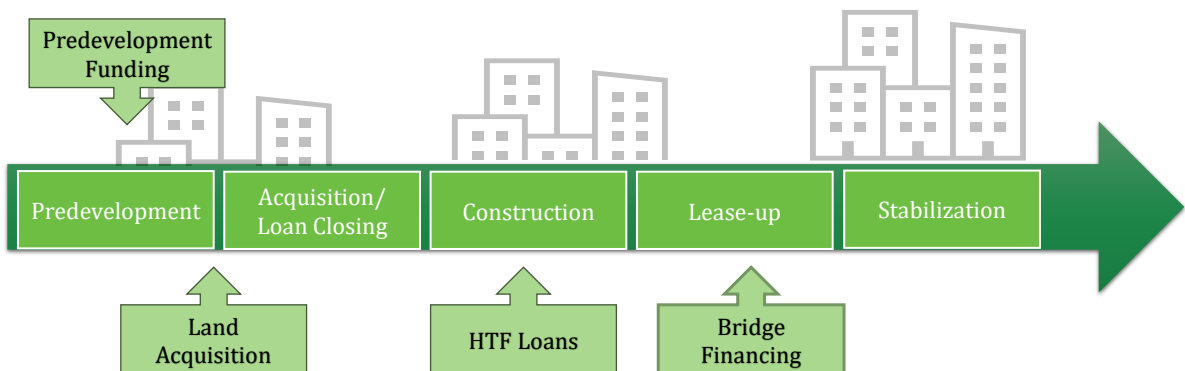 Predevelopment
Funding
Predevelopment
Acquisition/
Loan Closing
Construction
Lease-up
Stabilization
Land
Acquisition
HTF Loans
Bridge
Financing